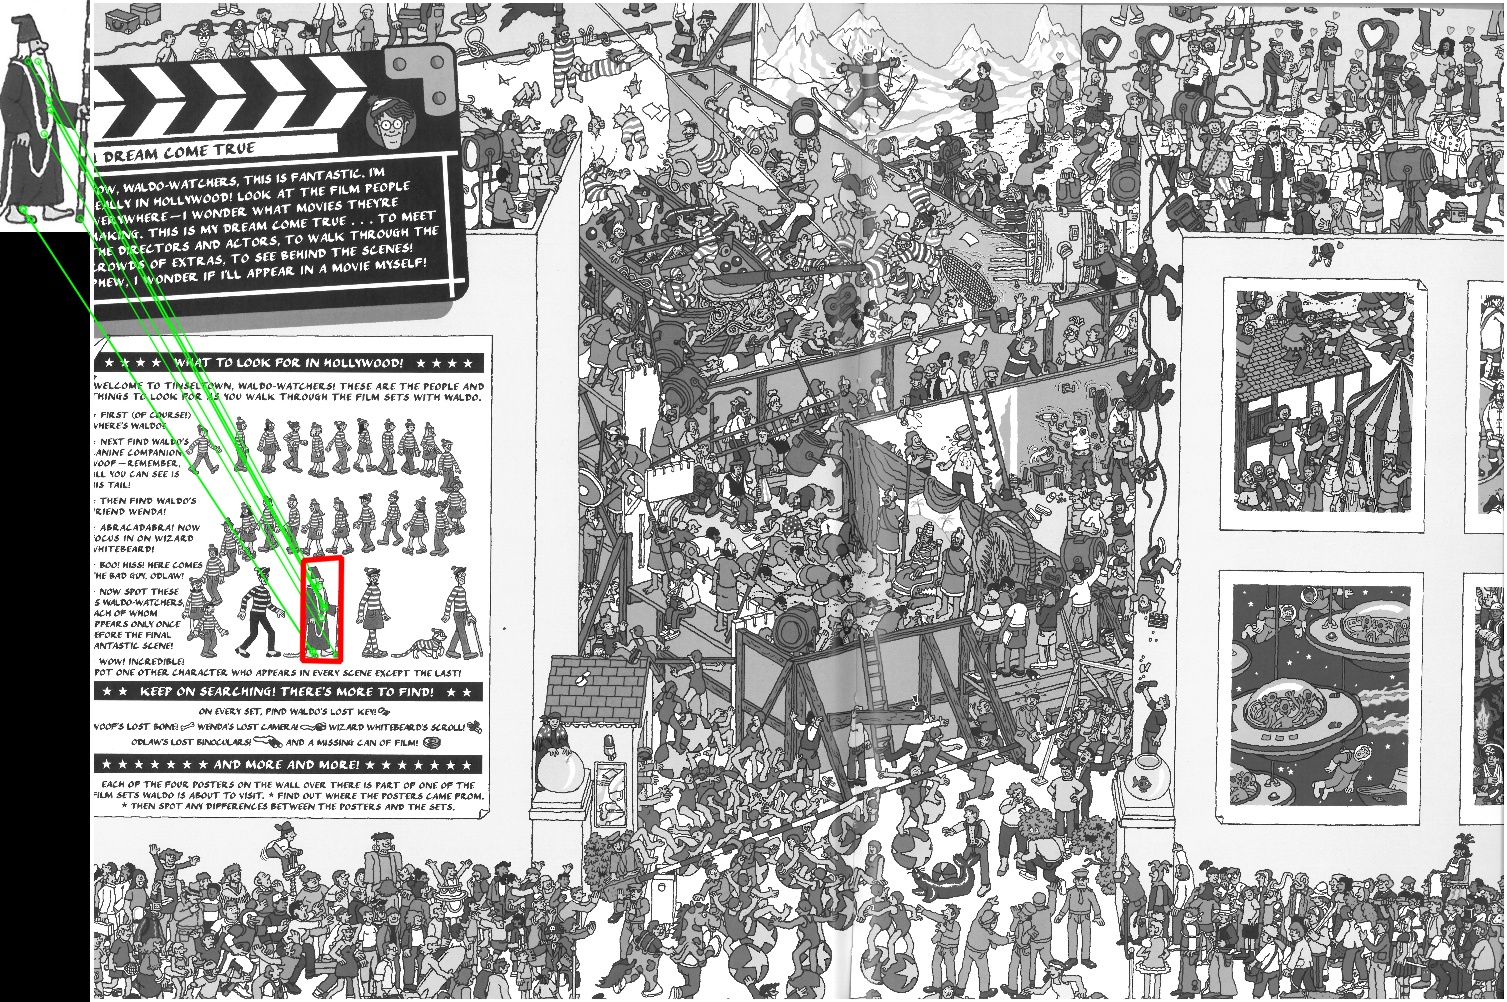 DREAM COME TRUE
OW, WALDO-WATCHERS, THIS IS FANTASTIC. I'M
EALLY IN HOLLYWOOD! LOOK AT THE FILM PEOPLE
VERYWHERE—I WONDER WHAT MOVIES THEY'RE
MAKING. THIS IS MY DREAM COME TRUE . . . TO MEET
HE DIRECTORS AND ACTORS, TO WALK THROUGH THE
CROWDS OF EXTRAS, TO SEE BEHIND THE SCENES!
PHEW, I WONDER IF I'LL APPEAR IN A MOVIE MYSELF!
★ ★ ★ ★ WHAT TO LOOK FOR IN HOLLYWOOD! ★ ★ ★ ★
WELCOME TO TINSELTOWN, WALDO-WATCHERS! THESE ARE THE PEOPLE AND
THINGS TO LOOK FOR AS YOU WALK THROUGH THE FILM SETS WITH WALDO.
FIRST (OF COURSE!)
WHERE'S WALDO?
NEXT FIND WALDO'S
ANINE COMPANION,
WOOF—REMEMBER,
ALL YOU CAN SEE IS
HIS TAIL!
THEN FIND WALDO'S
FRIEND WENDA!
ABRACADABRA! NOW
FOCUS IN ON WIZARD
WHITEBEARD!
BOO! HISS! HERE COMES
THE BAD GUY, ODLAW!
NOW SPOT THESE
5 WALDO-WATCHERS,
EACH OF WHOM
APPEARS ONLY ONCE
BEFORE THE FINAL
FANTASTIC SCENE!
WOW! INCREDIBLE!
SPOT ONE OTHER CHARACTER WHO APPEARS IN EVERY SCENE EXCEPT THE LAST!
★ ★ KEEP ON SEARCHING! THERE'S MORE TO FIND! ★ ★
ON EVERY SET, FIND WALDO'S LOST KEY!
WOOF'S LOST BONE! WENDA'S LOST CAMERA! WIZARD WHITEBEARD'S SCROLL!
ODLAW'S LOST BINOCULARS! AND A MISSING CAN OF FILM!
★ ★ ★ ★ ★ ★ ★ AND MORE AND MORE! ★ ★ ★ ★ ★ ★ ★
EACH OF THE FOUR POSTERS ON THE WALL OVER THERE IS PART OF ONE OF THE
FILM SETS WALDO IS ABOUT TO VISIT. ★ FIND OUT WHERE THE POSTERS CAME FROM.
★ THEN SPOT ANY DIFFERENCES BETWEEN THE POSTERS AND THE SETS.